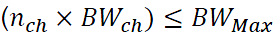 (n_ch × BW_ch) ≤ BW_Max